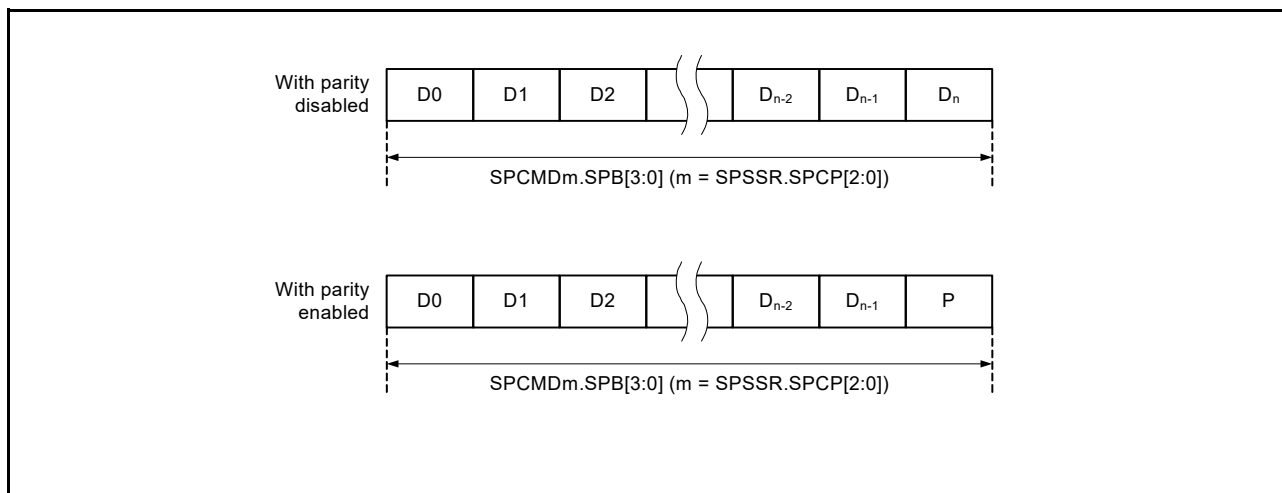 With parity
disabled
D0 D1 D2 Dn-2 Dn-1 Dn
SPCMDm.SPB[3:0] (m = SPSSR.SPCP[2:0])
With parity
enabled
D0 D1 D2 Dn-2 Dn-1 P
SPCMDm.SPB[3:0] (m = SPSSR.SPCP[2:0])